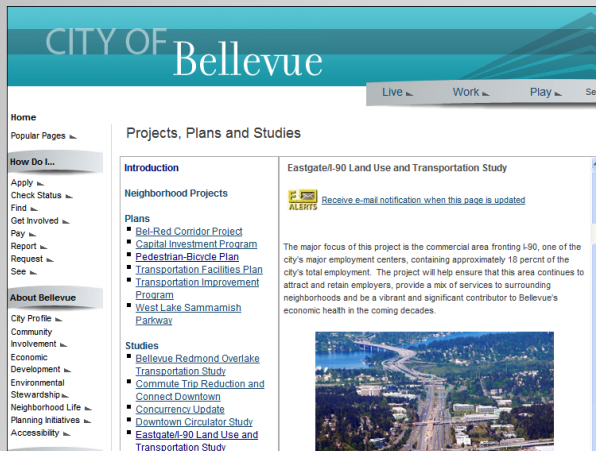 CITY OF
Bellevue
Live
Work
Play
Se
Home
Popular Pages
How Do I...
Apply
Check Status
Find
Get Involved
Pay
Report
Request
See
About Bellevue
City Profile
Community
Involvement
Economic
Development
Environmental
Stewardship
Neighborhood Life
Planning Initiatives
Accessibility
Projects, Plans and Studies
Introduction
Neighborhood Projects
Plans
Bel-Red Corridor Project
Capital Investment Program
Pedestrian-Bicycle Plan
Transportation Facilities Plan
Transportation Improvement
Program
West Lake Sammamish
Parkway
Studies
Bellevue Redmond Overlake
Transportation Study
Commute Trip Reduction and
Connect Downtown
Concurrency Update
Downtown Circulator Study
Eastgate/I-90 Land Use and
Transportation Study
Eastgate/I-90 Land Use and Transportation Study
ALERTS
Receive e-mail notification when this page is updated
The major focus of this project is the commercial area fronting I-90, one of the
city's major employment centers, containing approximately 18 percnt of the
city's total employment. The project will help ensure that this area continues to
attract and retain employers, provide a mix of services to surrounding
neighborhoods and be a vibrant and significant contributor to Bellevue's
economic health in the coming decades.